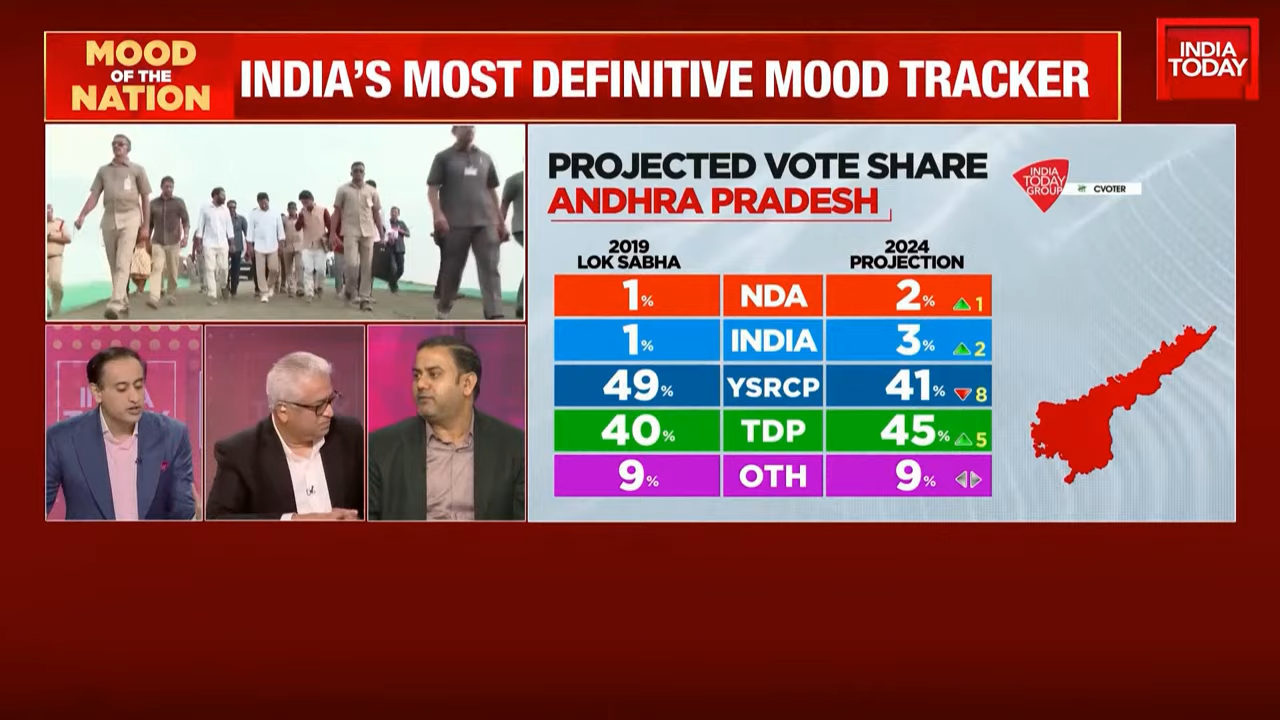 MOOD
OF THE
NATION
INDIA'S MOST DEFINITIVE MOOD TRACKER
INDIA
TODAY
PROJECTED VOTE SHARE
ANDHRA PRADESH
INDIA
TODAY
GROUP
CVOTER
2019
LOK SABHA
2024
PROJECTION
1% NDA 2% 1
1% INDIA 3% 2
49% YSRCP 41% 8
40% TDP 45% 5
9% OTH 9%